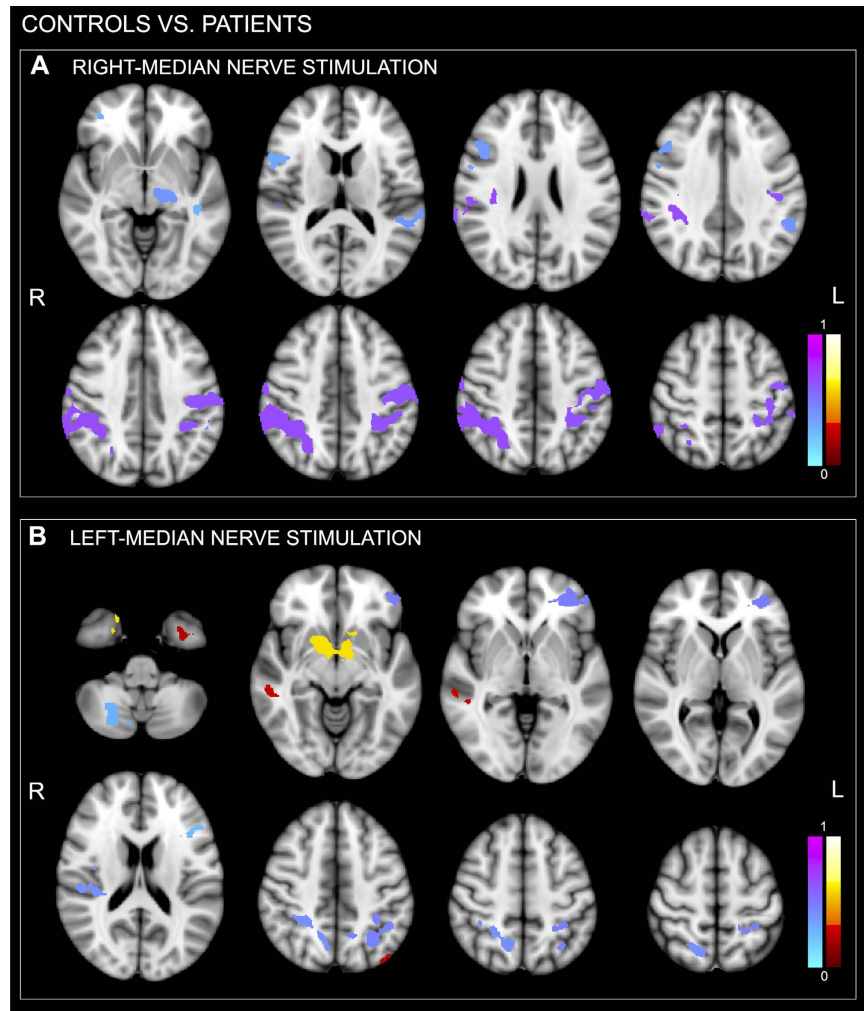 CONTROLS VS. PATIENTS
A RIGHT-MEDIAN NERVE STIMULATION
R
L
1
0
B LEFT-MEDIAN NERVE STIMULATION
R
L
1
0